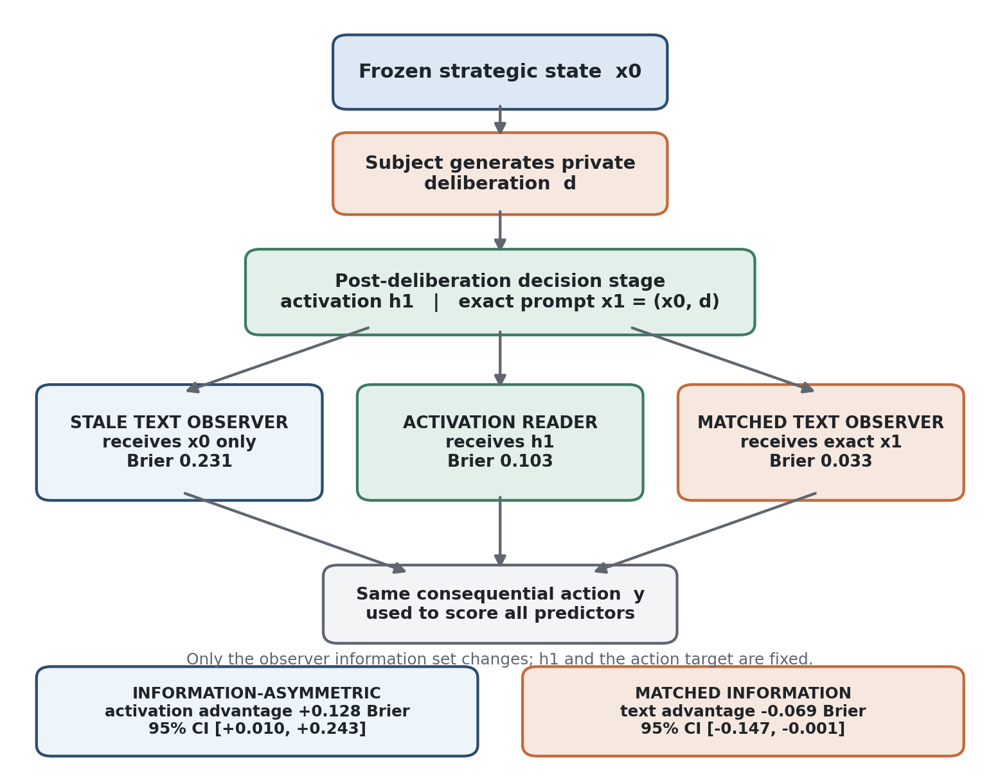 Frozen strategic state x0
Subject generates private
deliberation d
Post-deliberation decision stage
activation h1 | exact prompt x1 = (x0, d)
STALE TEXT OBSERVER
receives x0 only
Brier 0.231
ACTIVATION READER
receives h1
Brier 0.103
MATCHED TEXT OBSERVER
receives exact x1
Brier 0.033
Same consequential action y
used to score all predictors
Only the observer information set changes; h1 and the action target are fixed.
INFORMATION-ASYMMETRIC
activation advantage +0.128 Brier
95% CI [+0.010, +0.243]
MATCHED INFORMATION
text advantage -0.069 Brier
95% CI [-0.147, -0.001]